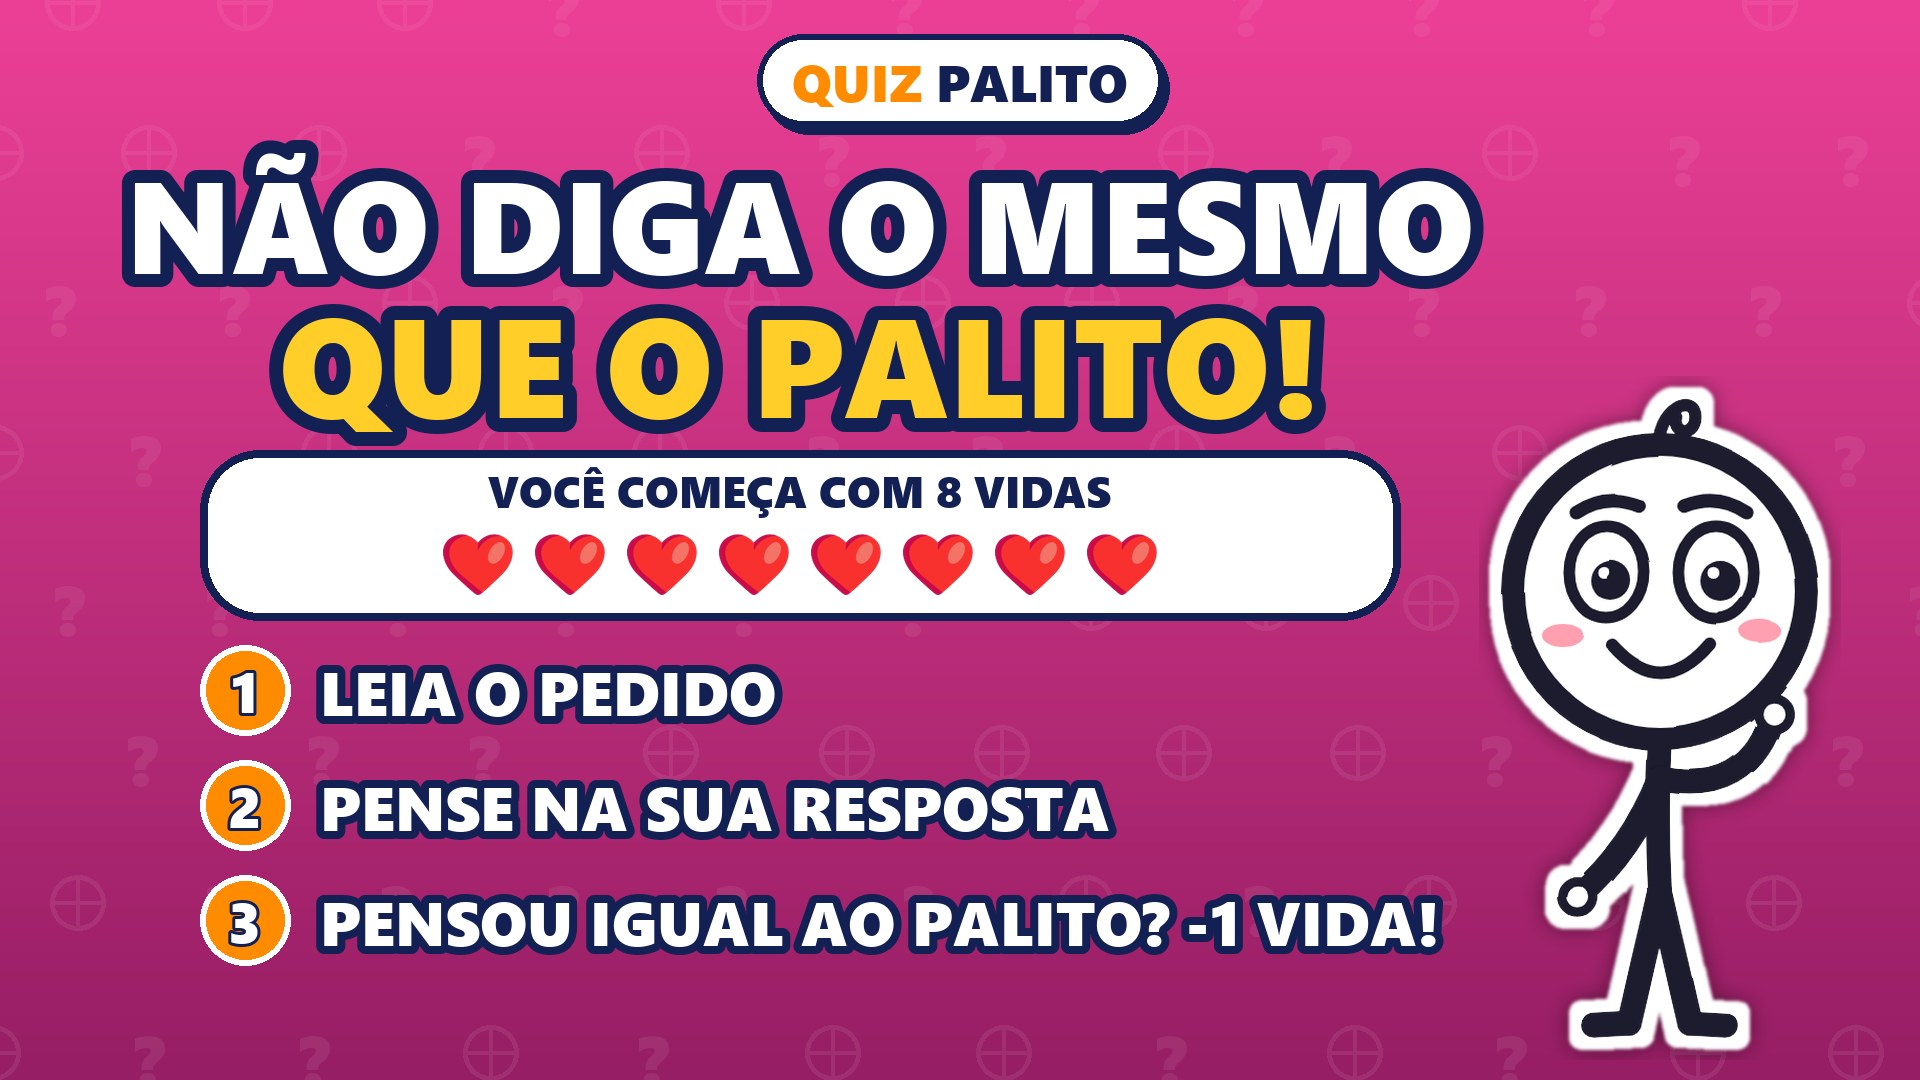 QUIZ PALITO
NÃO DIGA O MESMO
QUE O PALITO!
VOCÊ COMEÇA COM 8 VIDAS
1 LEIA O PEDIDO
2 PENSE NA SUA RESPOSTA
3 PENSOU IGUAL AO PALITO? -1 VIDA!